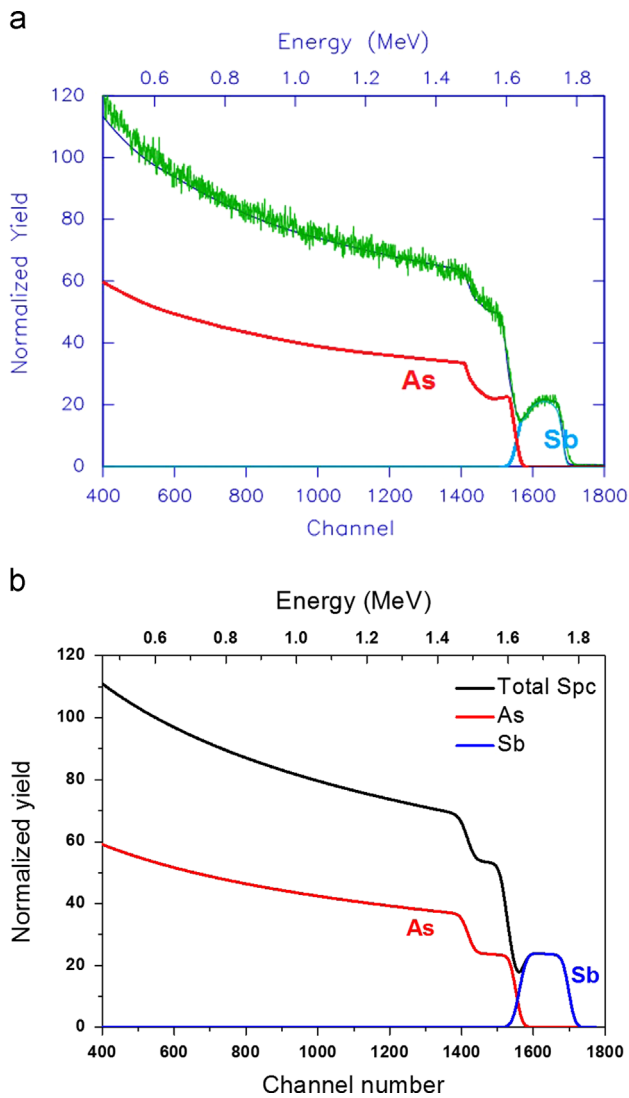 a
Energy (MeV)
0.6 0.8 1.0 1.2 1.4 1.6 1.8
120
100
80
60
40
20
0
Normalized Yield
As
Sb
400 600 800 1000 1200 1400 1600 1800
Channel
b
Energy (MeV)
0.6 0.8 1.0 1.2 1.4 1.6 1.8
120
100
80
60
40
20
0
Normalized yield
Total Spc
As
Sb
As
Sb
400 600 800 1000 1200 1400 1600 1800
Channel number